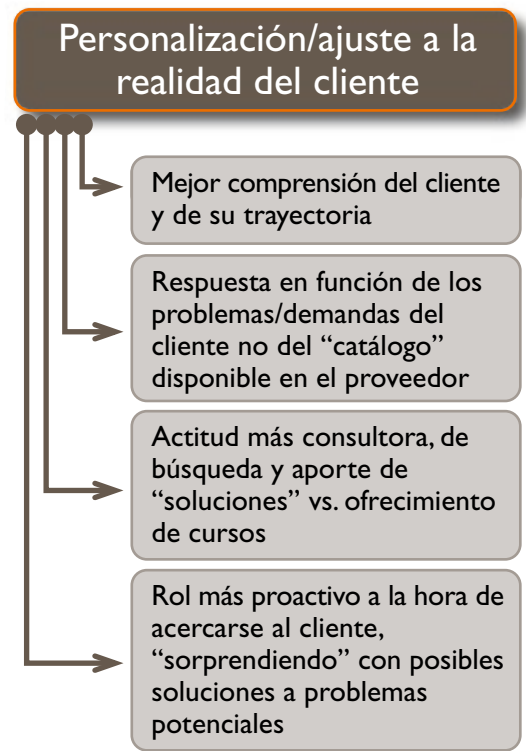 Personalización/ajuste a la
realidad del cliente
Mejor comprensión del cliente
y de su trayectoria
Respuesta en función de los
problemas/demandas del
cliente no del “catálogo”
disponible en el proveedor
Actitud más consultora, de
búsqueda y aporte de
“soluciones” vs. ofrecimiento
de cursos
Rol más proactivo a la hora de
acercarse al cliente,
“sorprendiendo” con posibles
soluciones a problemas
potenciales